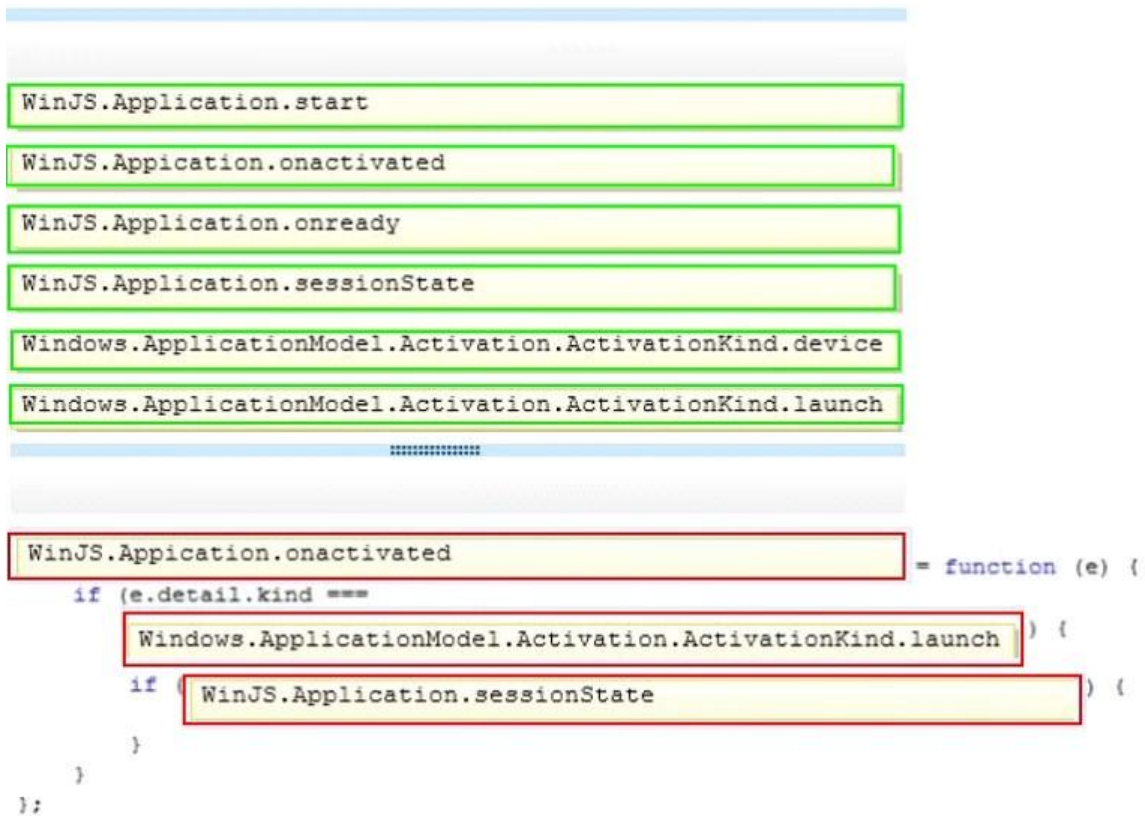 WinJS.Application.start
WinJS.Appication.onactivated
WinJS.Application.onready
WinJS.Application.sessionState
Windows.ApplicationModel.Activation.ActivationKind.device
Windows.ApplicationModel.Activation.ActivationKind.launch
WinJS.Appication.onactivated = function (e) {
if (e.detail.kind ===
Windows.ApplicationModel.Activation.ActivationKind.launch ) {
if ( WinJS.Application.sessionState ) {
}
}
};